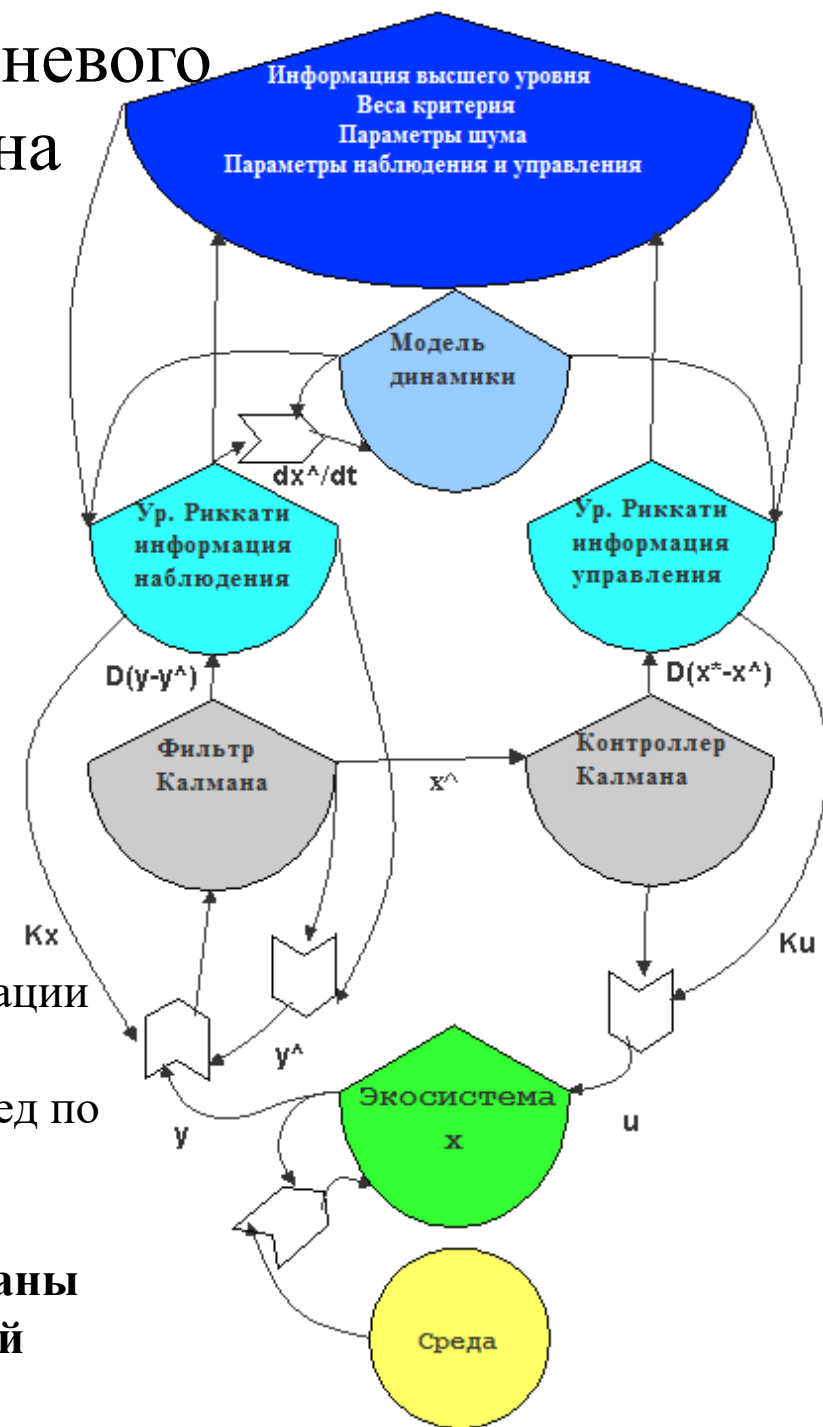 невого
на
Информация высшего уровня
Веса критерия
Параметры шума
Параметры наблюдения и управления
Модель
динамики
dx^/dt
Ур. Риккати
информация
наблюдения
Ур. Риккати
информация
управления
D(y-y^)
D(x*-x^)
Фильтр
Калмана
x^
Контроллер
Калмана
Kx
Ku
ации
y^
ед по
y
Экосистема
x
u
аны
й
Среда